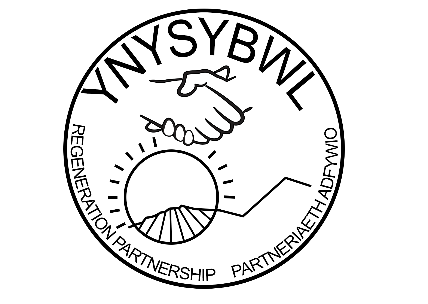 YNYSYBWL
REGENERATION PARTNERSHIP
PARTNERIAETH ADFYWIO